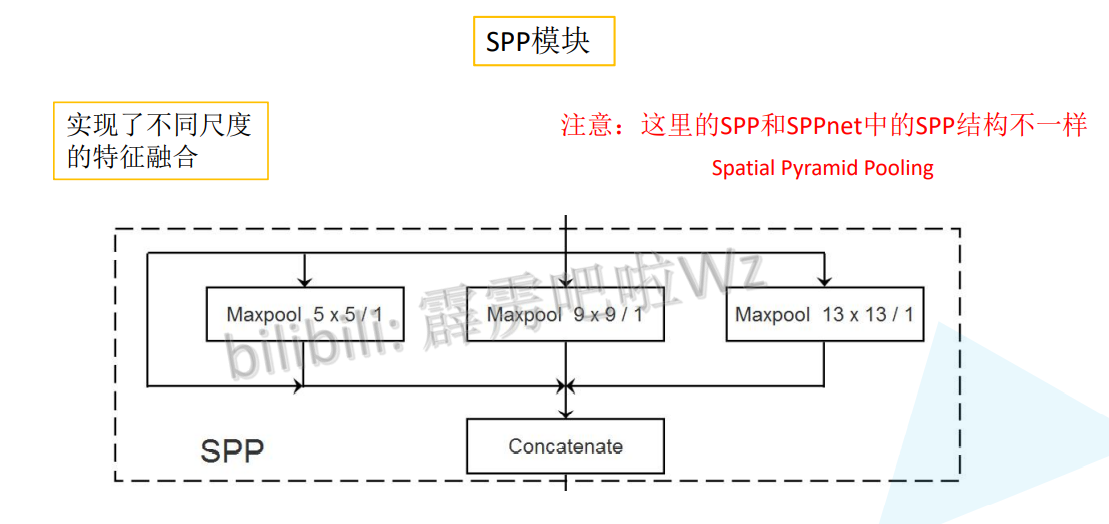 SPP模块
实现了不同尺度
的特征融合
注意：这里的SPP和SPPnet中的SPP结构不一样
Spatial Pyramid Pooling
Maxpool 5 x 5 / 1
Maxpool 9 x 9 / 1
Maxpool 13 x 13 / 1
bilibili: 霹雳吧啦Wz
SPP
Concatenate